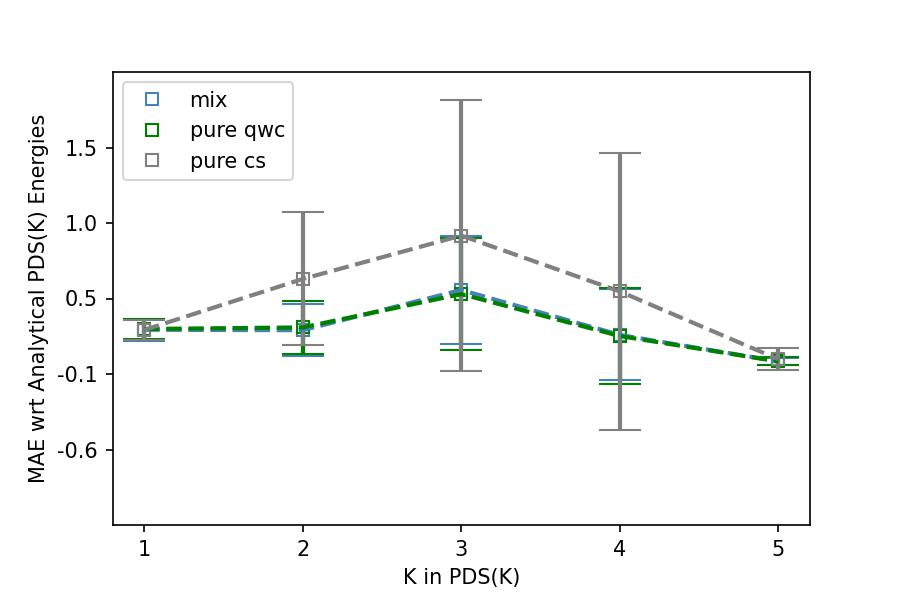 mix
pure qwc
pure cs
MAE wrt Analytical PDS(K) Energies
1.5
1.0
0.5
-0.1
-0.6
1 2 3 4 5
K in PDS(K)